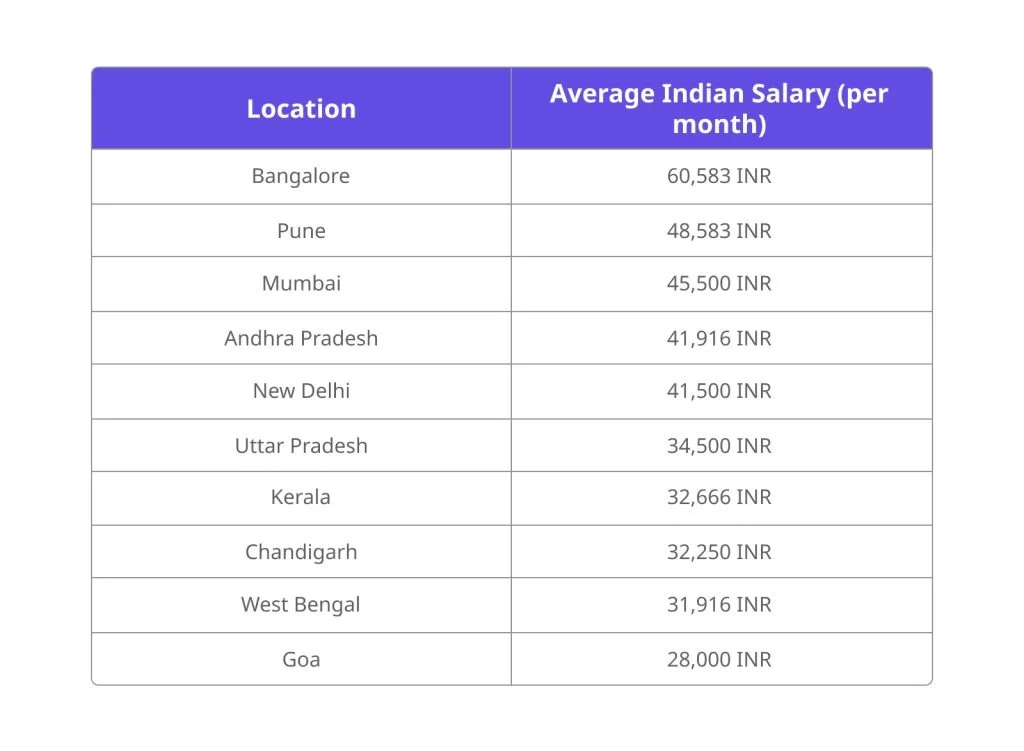 Location
Average Indian Salary (per
month)
Bangalore
60,583 INR
Pune
48,583 INR
Mumbai
45,500 INR
Andhra Pradesh
41,916 INR
New Delhi
41,500 INR
Uttar Pradesh
34,500 INR
Kerala
32,666 INR
Chandigarh
32,250 INR
West Bengal
31,916 INR
Goa
28,000 INR